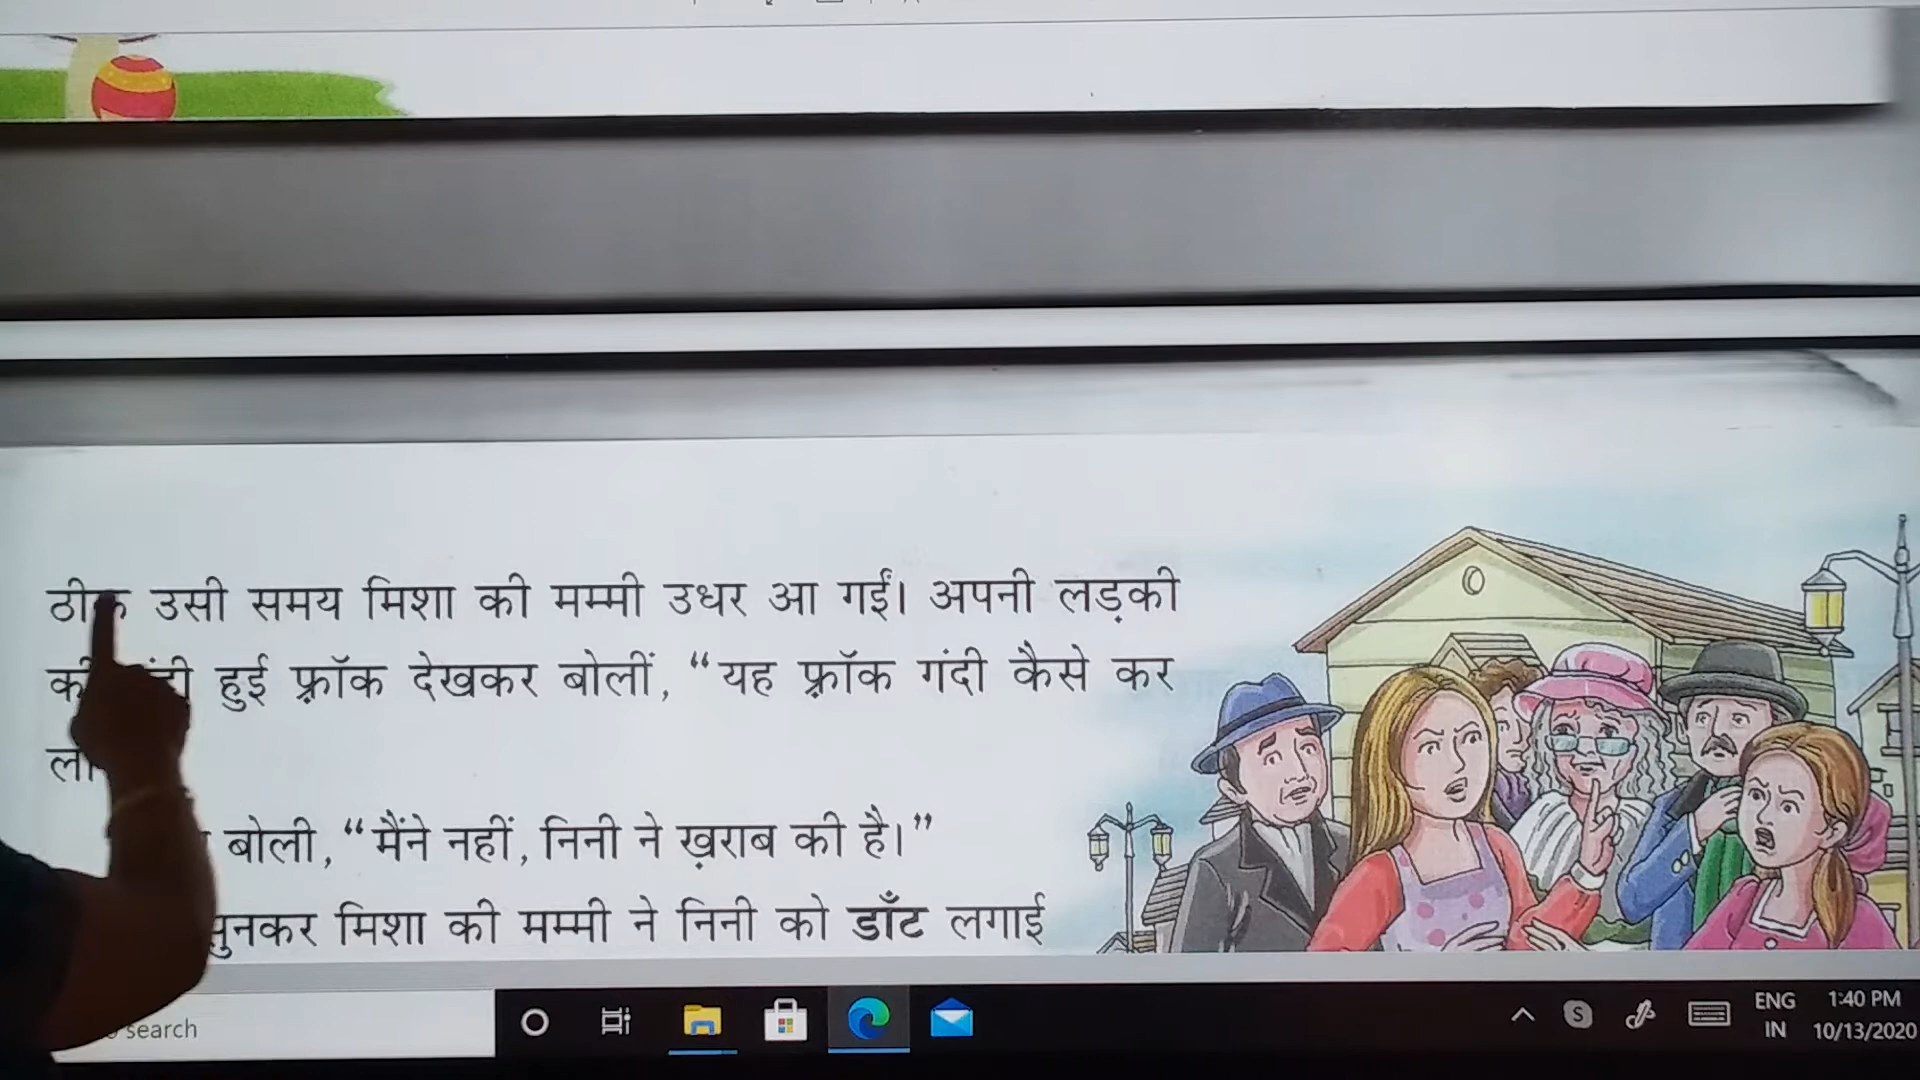 ठीक उसी समय मिशा की मम्मी उधर आ गईं। अपनी लड़की
की हुई फ़्रॉक देखकर बोलीं, “यह फ़्रॉक गंदी कैसे कर
बोली, “मैंने नहीं, निनी ने ख़राब की है।”
सुनकर मिशा की मम्मी ने निनी को डाँट लगाई
search
ENG 1:40 PM
IN 10/13/2020